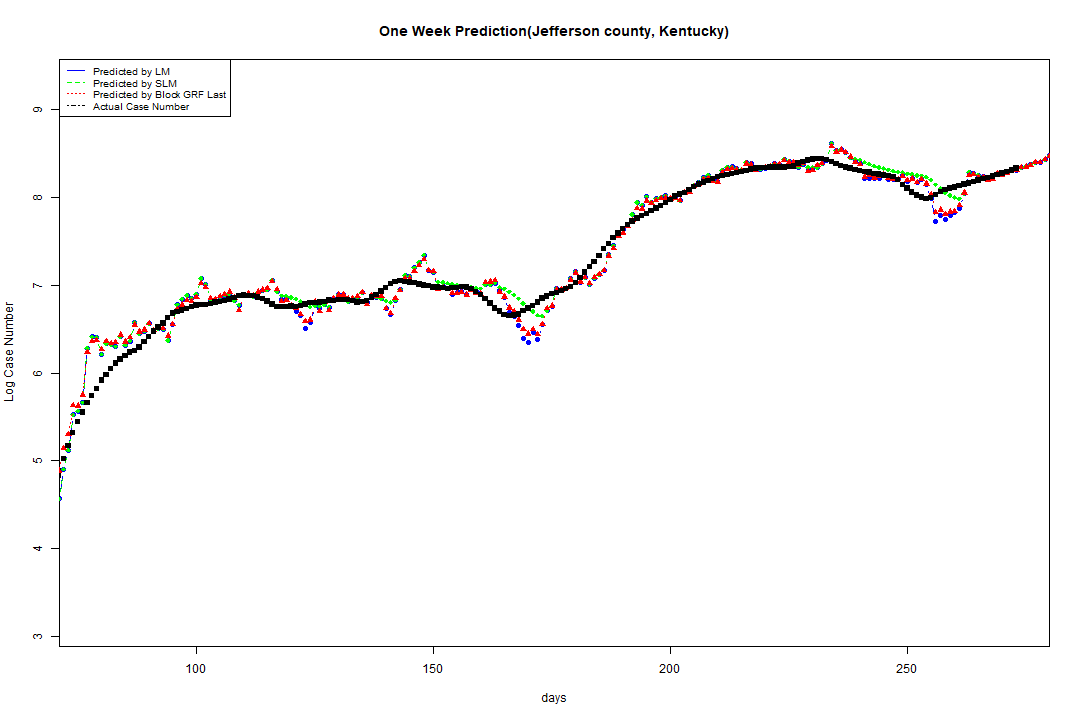 One Week Prediction(Jefferson county, Kentucky)
Predicted by LM
Predicted by SLM
Predicted by Block GRF Last
Actual Case Number
9
8
7
6
5
4
3
Log Case Number
100 150 200 250
days